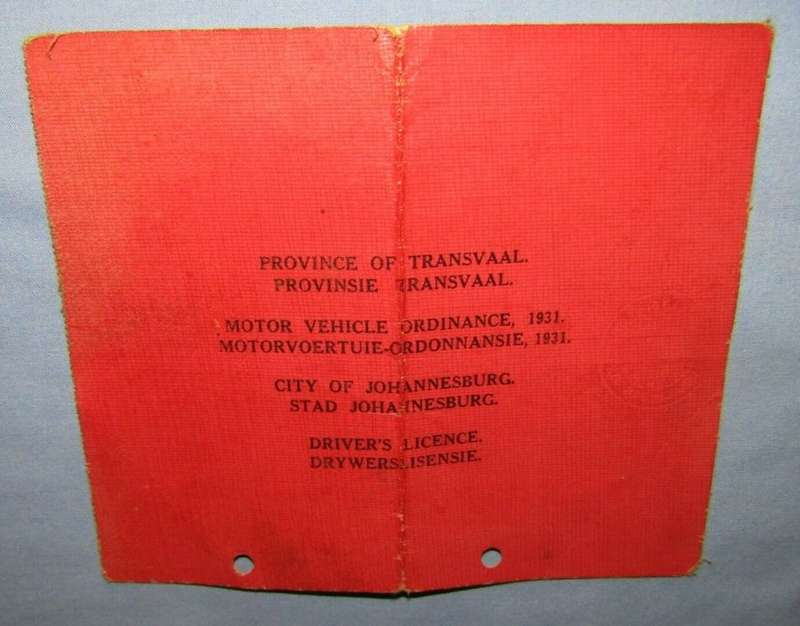 PROVINCE OF TRANSVAAL.
PROVINSIE TRANSVAAL.
MOTOR VEHICLE ORDINANCE, 1931.
MOTORVOERTUIE-ORDONNANSIE, 1931.
CITY OF JOHANNESBURG.
STAD JOHANNESBURG.
DRIVER'S LICENCE.
DRYWERSLISENSIE.